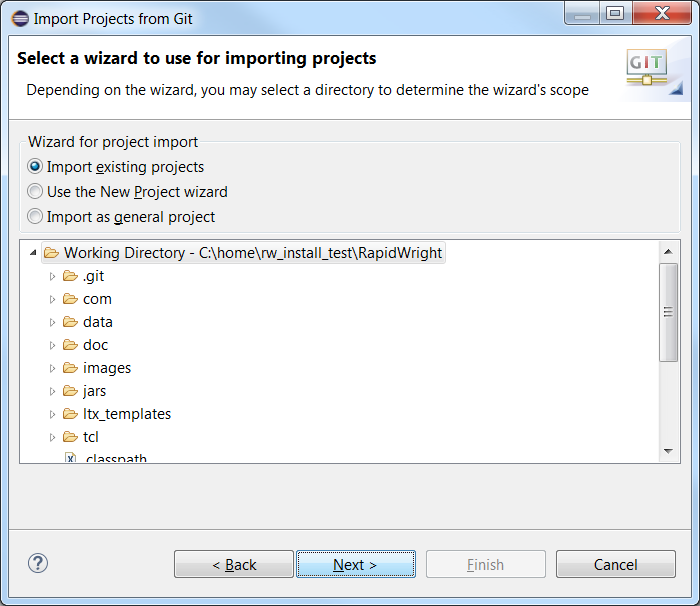 Import Projects from Git
Select a wizard to use for importing projects
Depending on the wizard, you may select a directory to determine the wizard's scope
GIT
Wizard for project import
Import existing projects
Use the New Project wizard
Import as general project
Working Directory - C:\home\rw_install_test\RapidWright
.git
com
data
doc
images
jars
ltx_templates
tcl
.classpath
? < Back Next > Finish Cancel